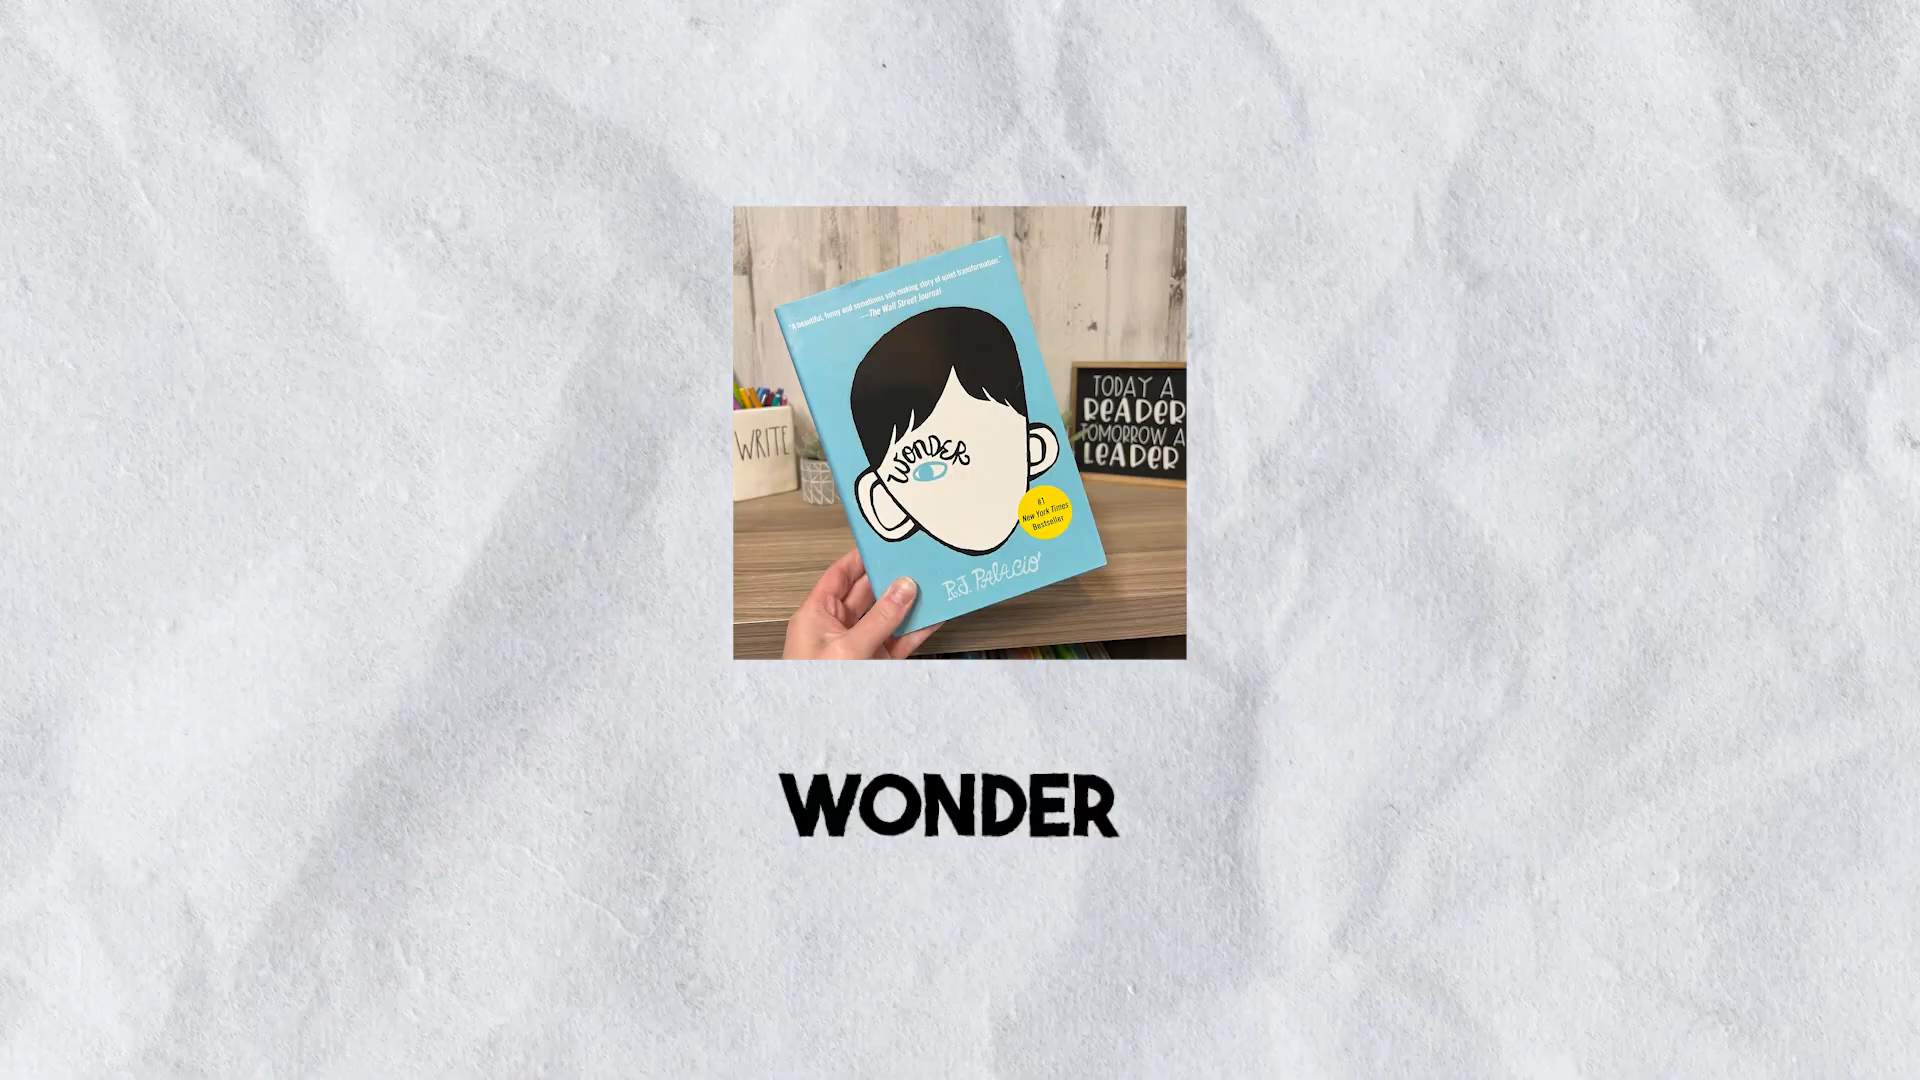 "A beautiful, funny and sometimes sob-making story of quiet transformation."
—The Wall Street Journal
WONDER
#1
New York Times
Bestseller
R.J. PALACIO
WRITE
TODAY A
READER
TOMORROW A
LEADER
WONDER